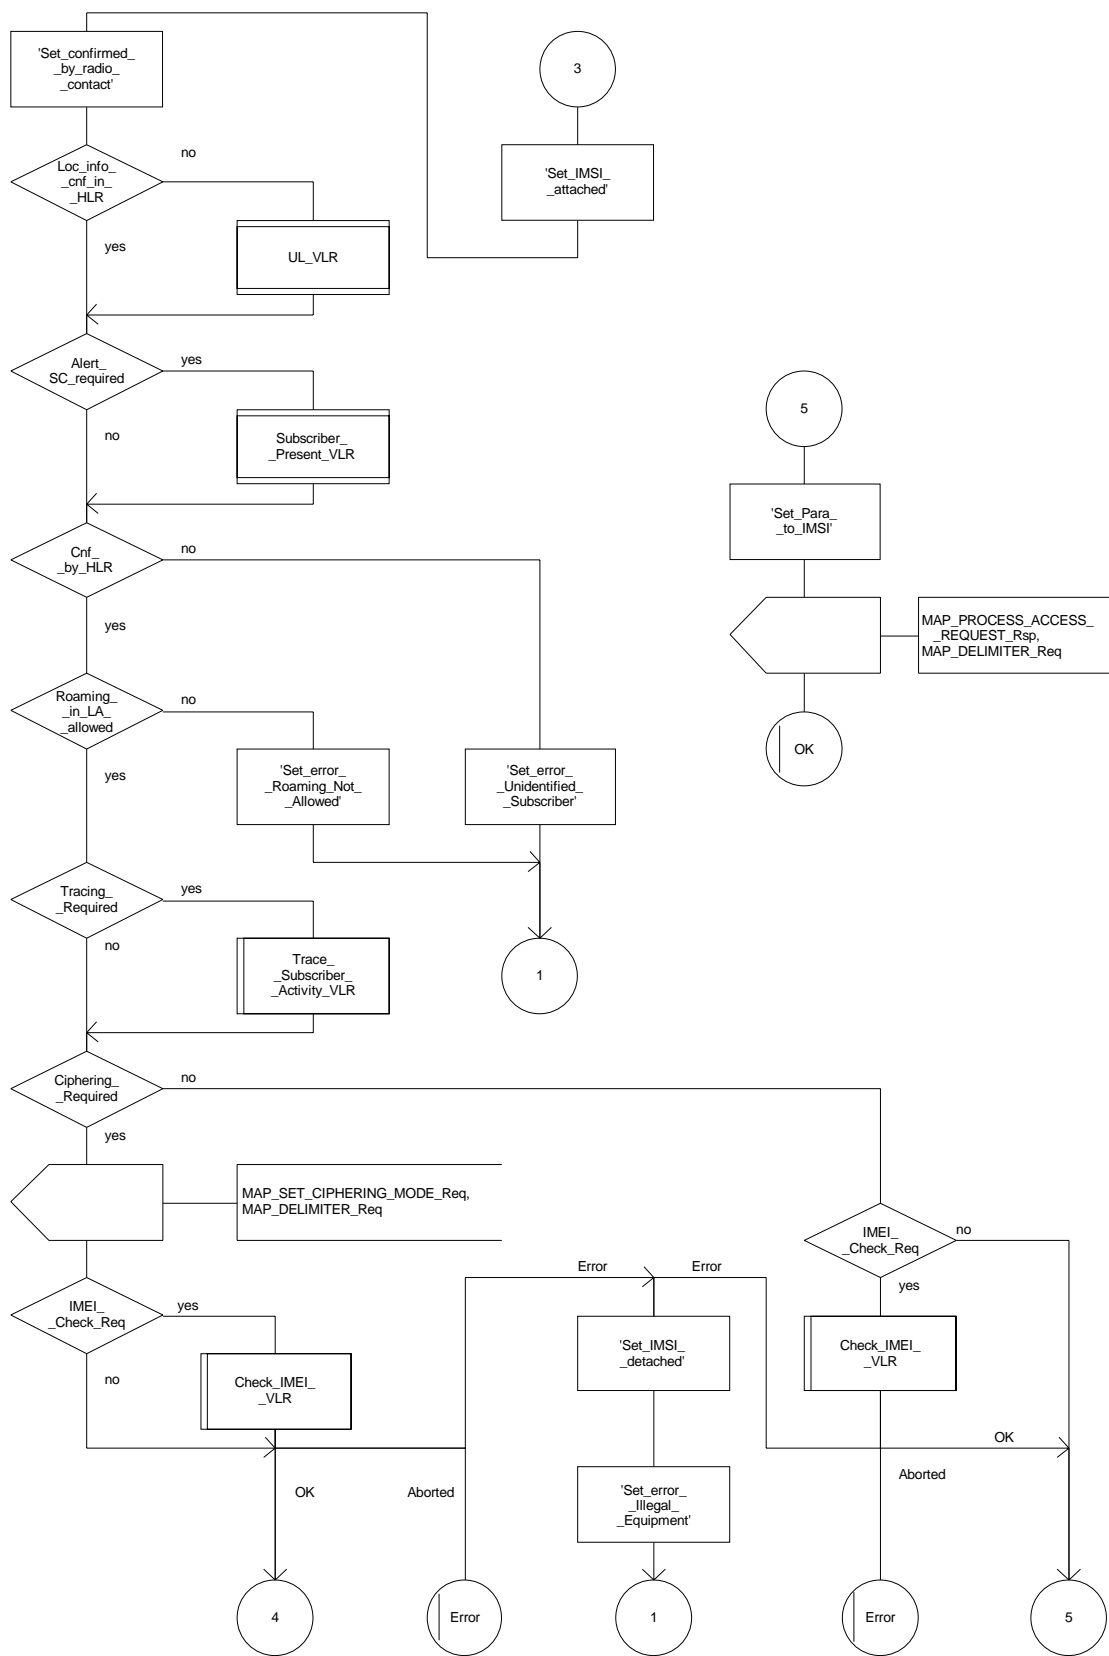 'Set_confirmed_
_by_radio_
_contact'
3
'Set_IMSI_
_attached'
Loc_info_
_cnf_in_
_HLR
no
yes
UL_VLR
Alert_
SC_required
yes
no
Subscriber_
_Present_VLR
5
'Set_Para_
_to_IMSI'
Cnf_
_by_HLR
no
yes
MAP_PROCESS_ACCESS_
_REQUEST_Rsp,
MAP_DELIMITER_Req
OK
Roaming_
_in_LA_
_allowed
no
yes
'Set_error_
_Roaming_Not_
_Allowed'
'Set_error_
_Unidentified_
_Subscriber'
Tracing_
_Required
yes
no
Trace_
_Subscriber_
_Activity_VLR
1
Ciphering_
_Required
no
yes
MAP_SET_CIPHERING_MODE_Req,
MAP_DELIMITER_Req
IMEI_
_Check_Req
no
yes
Error
Error
IMEI_
_Check_Req
yes
no
Check_IMEI_
_VLR
'Set_IMSI_
_detached'
Check_IMEI_
_VLR
OK
Aborted
OK
Aborted
'Set_error_
_Illegal_
_Equipment'
4
Error
1
Error
5